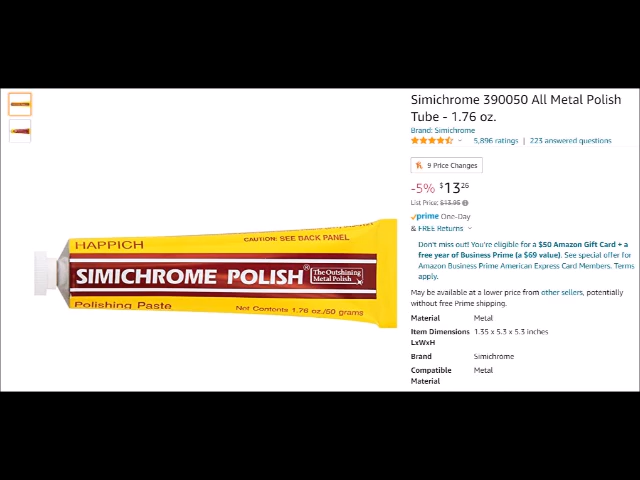 HAPPICH
CAUTION: SEE BACK PANEL
SIMICHROME POLISH®
The Outshining
Metal Polish
Polishing Paste
Net Contents 1.76 oz./50 grams
Simichrome 390050 All Metal Polish
Tube - 1.76 oz.
Brand: Simichrome
5,896 ratings | 223 answered questions
9 Price Changes
-5% $13 26
List Price: $13.95
prime One-Day
& FREE Returns
Don't miss out! You're eligible for a $50 Amazon Gift Card + a
free year of Business Prime (a $69 value). See special offer for
Amazon Business Prime American Express Card Members. Terms
apply.
May be available at a lower price from other sellers, potentially
without free Prime shipping.
Material Metal
Item Dimensions 1.35 x 5.3 x 5.3 inches
LxWxH
Brand Simichrome
Compatible Metal
Material